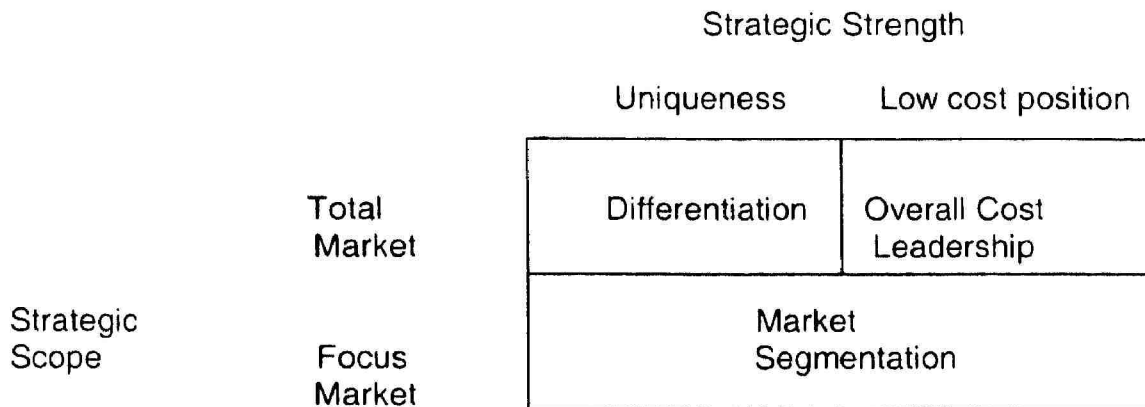 Strategic Strength
Uniqueness Low cost position
Total
Market
Differentiation
Overall Cost
Leadership
Strategic
Scope
Focus
Market
Market
Segmentation